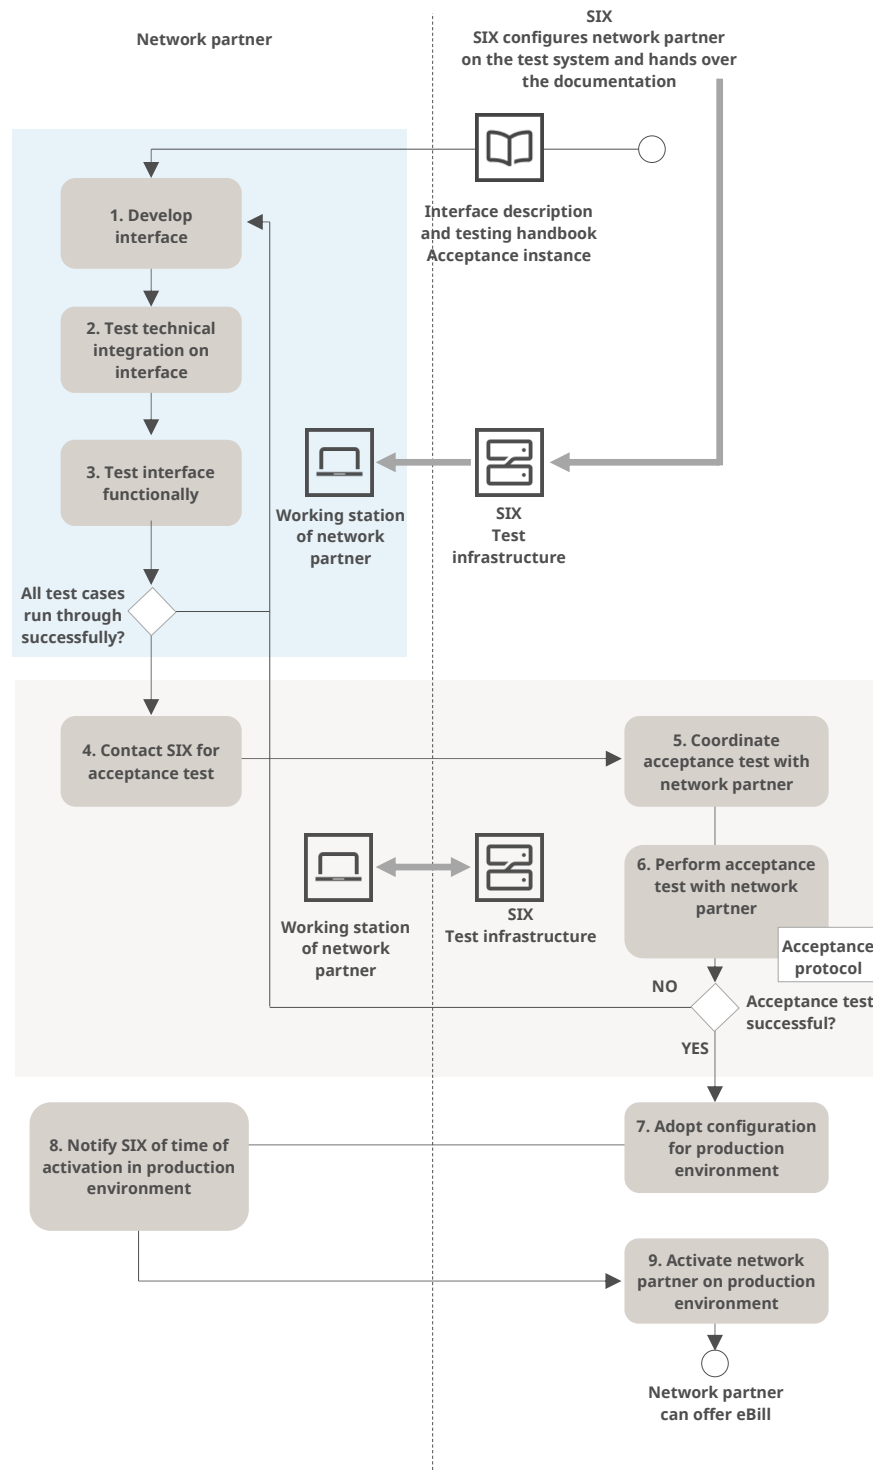 Network partner
SIX
SIX configures network partner
on the test system and hands over
the documentation
Interface description
and testing handbook
Acceptance instance
1. Develop
interface
2. Test technical
integration on
interface
3. Test interface
functionally
Working station
of network
partner
SIX
Test
infrastructure
All test cases
run through
successfully?
4. Contact SIX for
acceptance test
5. Coordinate
acceptance test with
network partner
6. Perform acceptance
test with network
partner
Working station
of network
partner
SIX
Test infrastructure
Acceptance
protocol
NO
Acceptance test
successful?
YES
7. Adopt configuration
for production
environment
8. Notify SIX of time of
activation in production
environment
9. Activate network
partner on production
environment
Network partner
can offer eBill